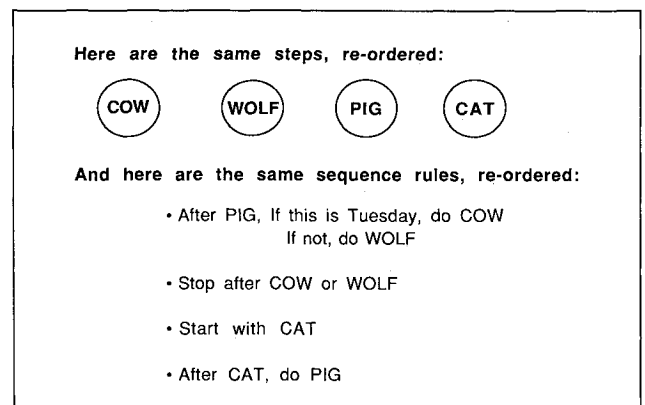 Here are the same steps, re-ordered:
COW WOLF PIG CAT
And here are the same sequence rules, re-ordered:
• After PIG, If this is Tuesday, do COW
If not, do WOLF
• Stop after COW or WOLF
• Start with CAT
• After CAT, do PIG